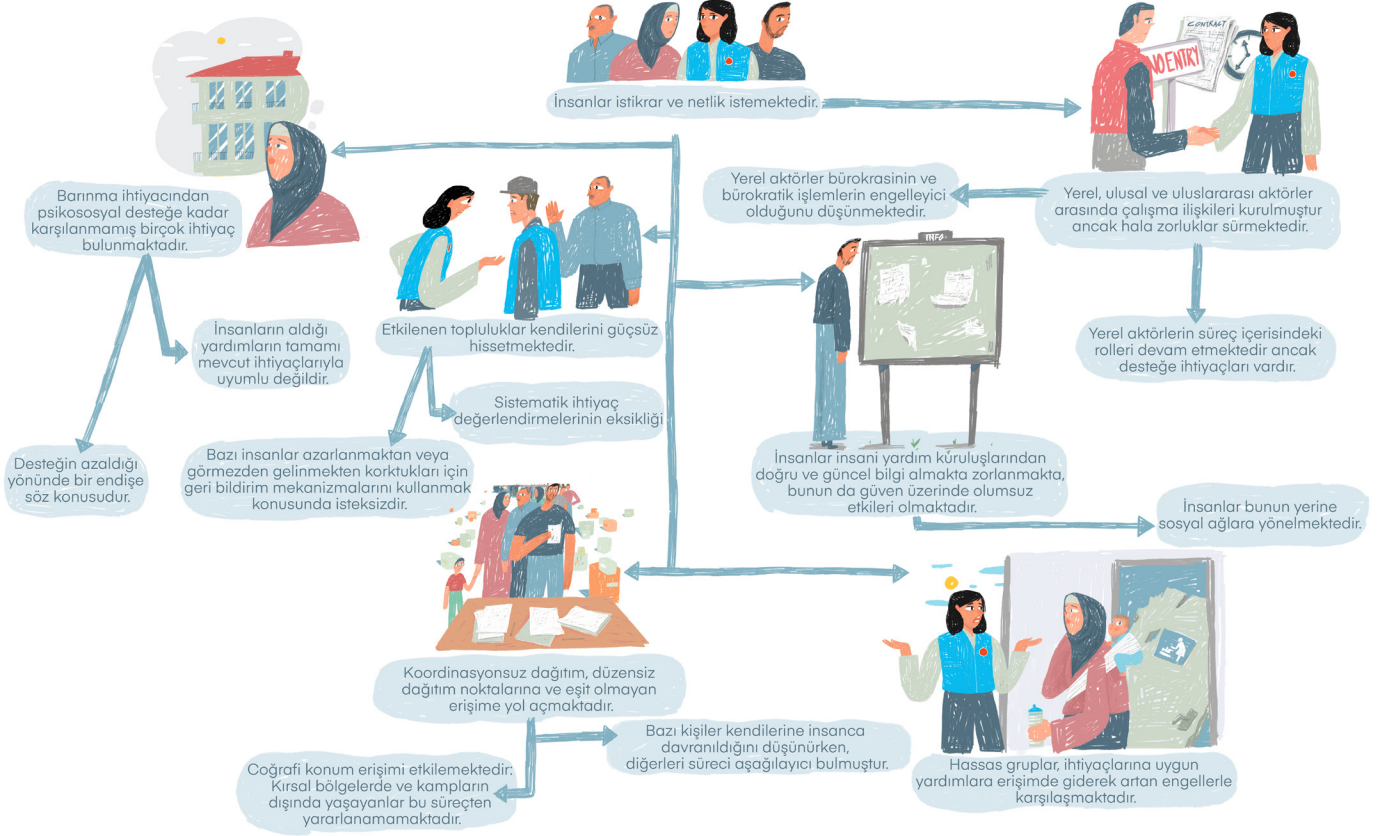 İnsanlar istikrar ve netlik istemektedir.
CONTRACT
NO ENTRY
Barınma ihtiyacından
psikososyal desteğe kadar
karşılanmamış birçok ihtiyaç
bulunmaktadır.
Yerel aktörler bürokrasinin ve
bürokratik işlemlerin engelleyici
olduğunu düşünmektedir.
Yerel, ulusal ve uluslararası aktörler
arasında çalışma ilişkileri kurulmuştur
ancak hala zorluklar sürmektedir.
INFO
İnsanların aldığı
yardımların tamamı
mevcut ihtiyaçlarıyla
uyumlu değildir.
Etkilenen topluluklar kendilerini güçsüz
hissetmektedir.
Yerel aktörlerin süreç içerisindeki
rolleri devam etmektedir ancak
desteğe ihtiyaçları vardır.
Sistematik ihtiyaç
değerlendirmelerinin eksikliği
Desteğin azaldığı
yönünde bir endişe
söz konusudur.
Bazı insanlar azarlanmaktan veya
görmezden gelinmekten korktukları için
geri bildirim mekanizmalarını kullanmak
konusunda isteksizdir.
İnsanlar insani yardım kuruluşlarından
doğru ve güncel bilgi almakta zorlanmakta,
bunun da güven üzerinde olumsuz
etkileri olmaktadır.
İnsanlar bunun yerine
sosyal ağlara yönelmektedir.
Koordinasyonsuz dağıtım, düzensiz
dağıtım noktalarına ve eşit olmayan
erişime yol açmaktadır.
Bazı kişiler kendilerine insanca
davranıldığını düşünürken,
diğerleri süreci aşağılayıcı bulmuştur.
Coğrafi konum erişimi etkilemektedir:
Kırsal bölgelerde ve kampların
dışında yaşayanlar bu süreçten
yararlanamamaktadır.
Hassas gruplar, ihtiyaçlarına uygun
yardımlara erişimde giderek artan engellerle
karşılaşmaktadır.